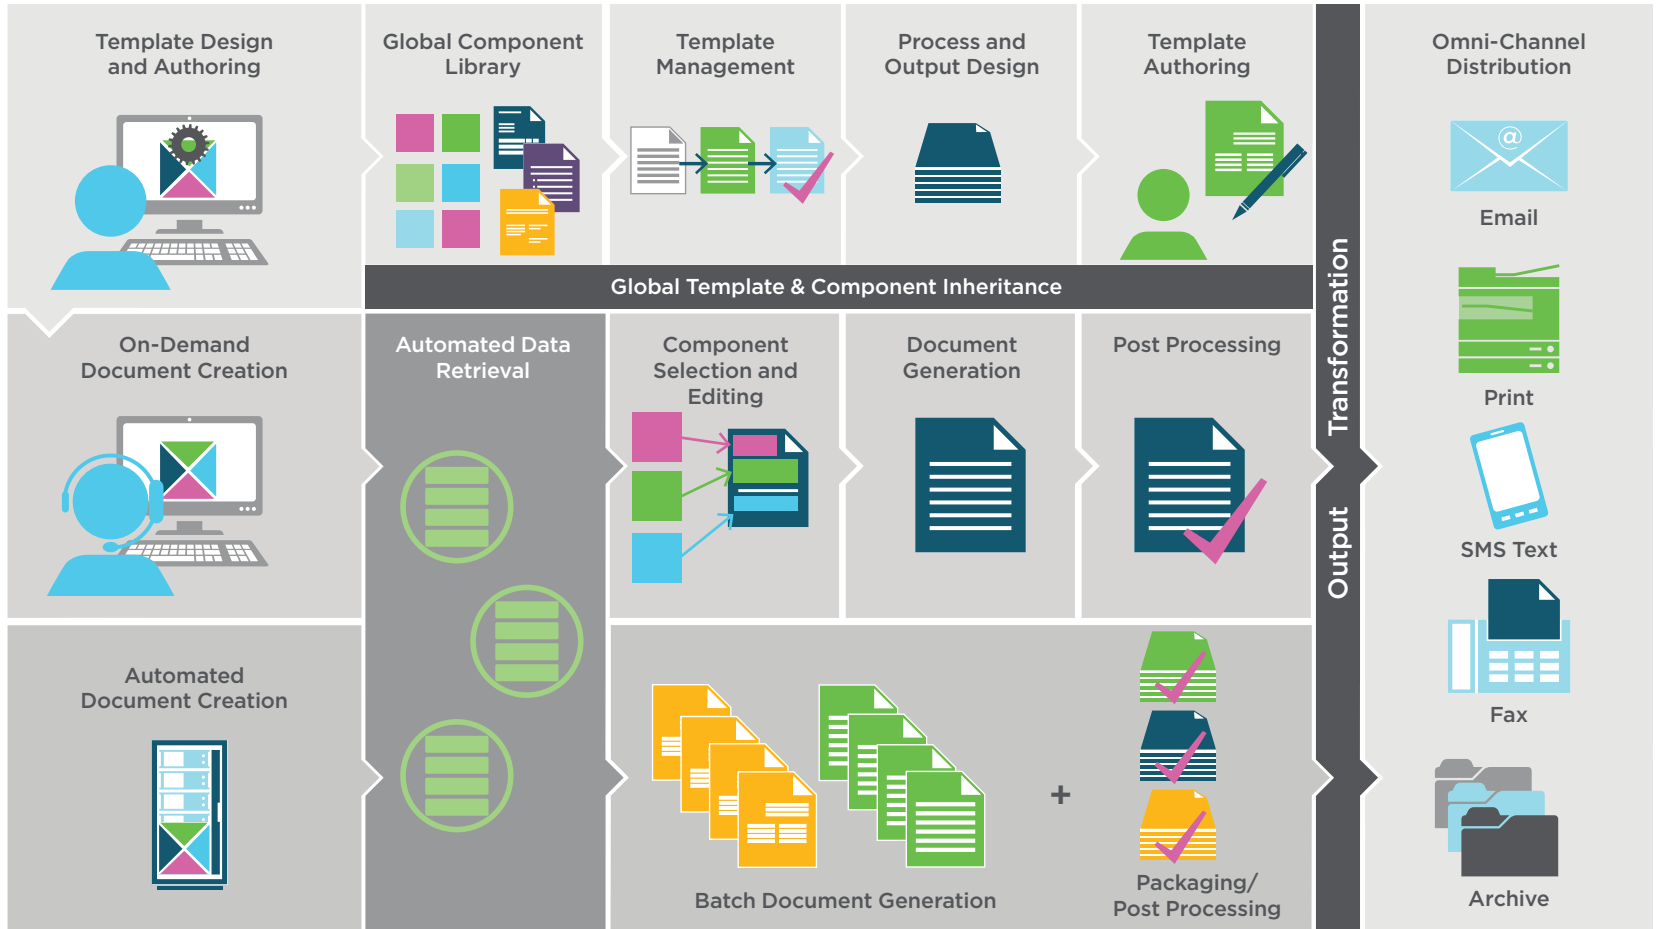 Template Design
and Authoring
Global Component
Library
Template
Management
Process and
Output Design
Template
Authoring
Global Template & Component Inheritance
On-Demand
Document Creation
Automated Data
Retrieval
Component
Selection and
Editing
Document
Generation
Post Processing
Automated
Document Creation
Batch Document Generation
+
Packaging/
Post Processing
Output Transformation
Omni-Channel
Distribution
@
Email
Print
SMS Text
Fax
Archive